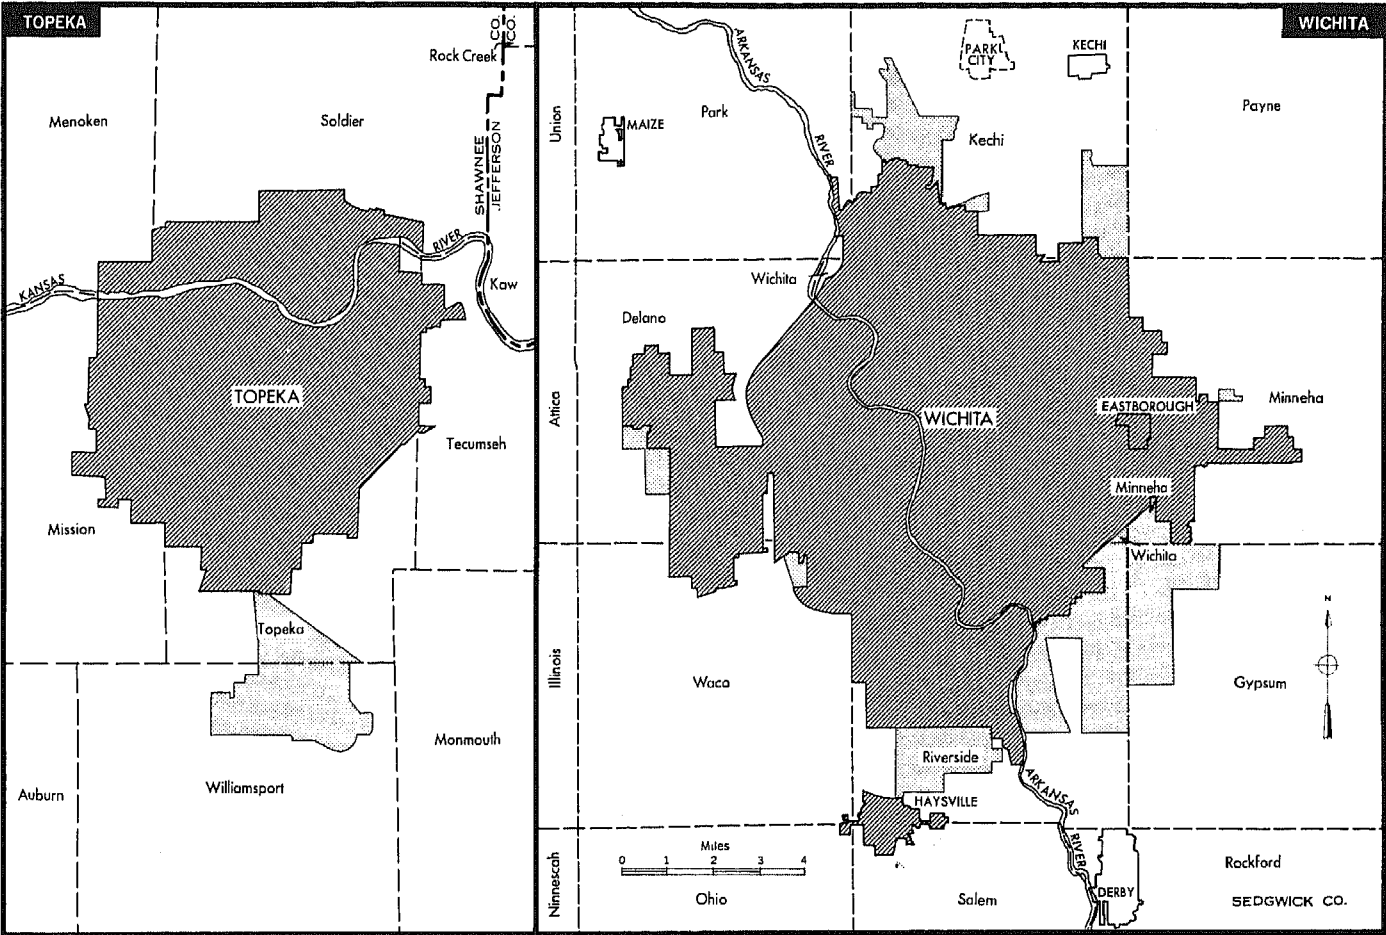 TOPEKA
CO.
CO.
Rock Creek
Menoken
Soldier
SHAWNEE
JEFFERSON
KANSAS
RIVER
Kaw
TOPEKA
Tecumseh
Mission
Topeka
Monmouth
Auburn
Williamsport
WICHITA
ARKANSAS
RIVER
PARK
CITY
KECHI
Union
MAIZE
Park
Kechi
Payne
Wichita
Delano
Attica
WICHITA
EASTBOROUGH
Minneha
Minneha
Wichita
N
Illinois
Waco
Gypsum
Riverside
HAYSVILLE
ARKANSAS
RIVER
Ninnescah
Miles
0 1 2 3 4
Ohio
Salem
DERBY
Rockford
SEDGWICK CO.